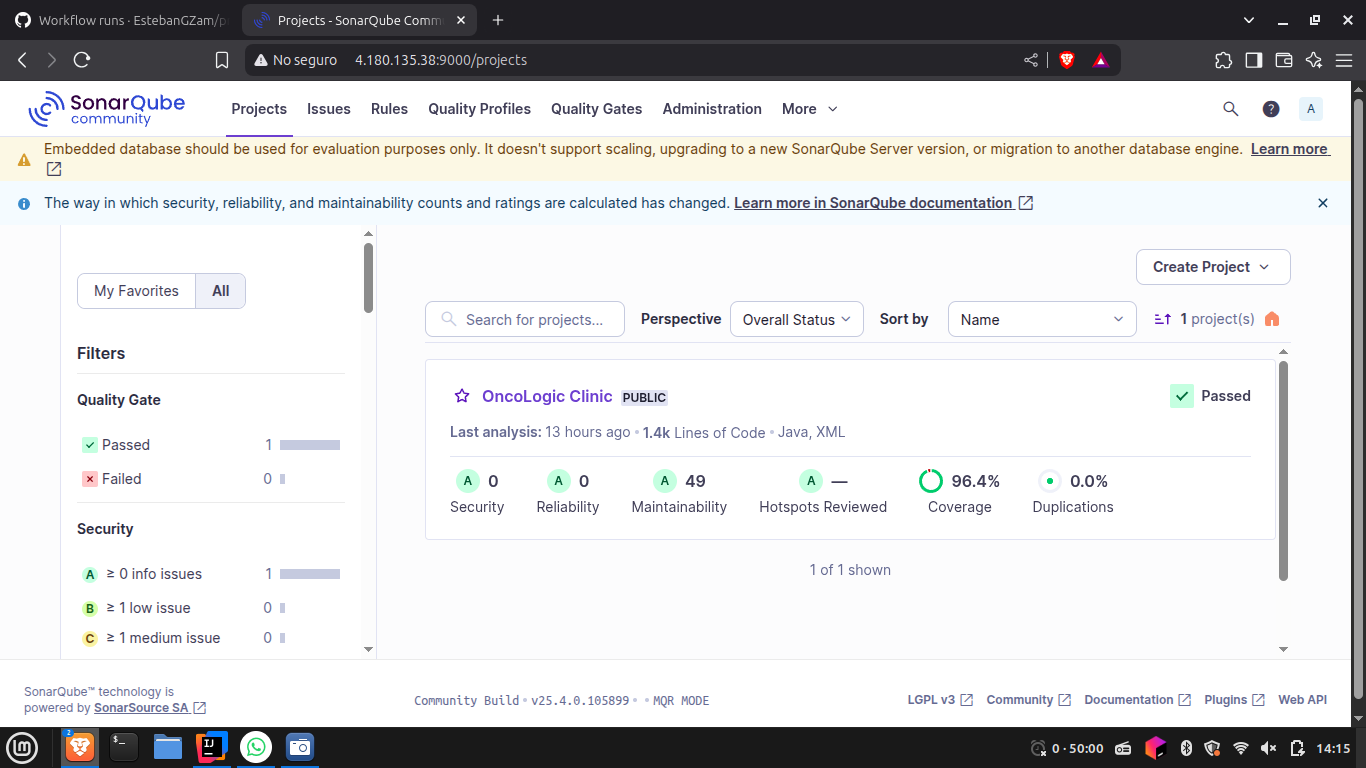 Workflow runs · EstebanGZam/p
Projects - SonarQube Comm
No seguro
4.180.135.38:9000/projects
SonarQube
community
Projects
Issues
Rules
Quality Profiles
Quality Gates
Administration
More
?
A
Embedded database should be used for evaluation purposes only. It doesn't support scaling, upgrading to a new SonarQube Server version, or migration to another database engine. Learn more
The way in which security, reliability, and maintainability counts and ratings are calculated has changed. Learn more in SonarQube documentation
My Favorites
All
Create Project
Search for projects...
Perspective
Overall Status
Sort by
Name
1 project(s)
Filters
Quality Gate
Passed 1
Failed 0
Security
A ≥ 0 info issues 1
B ≥ 1 low issue 0
C ≥ 1 medium issue 0
OncoLogic Clinic PUBLIC
Passed
Last analysis: 13 hours ago • 1.4k Lines of Code • Java, XML
A 0
Security
A 0
Reliability
A 49
Maintainability
A —
Hotspots Reviewed
96.4%
Coverage
0.0%
Duplications
1 of 1 shown
SonarQube™ technology is
powered by SonarSource SA
Community Build • v25.4.0.105899 • • MQR MODE
LGPL v3
Community
Documentation
Plugins
Web API
2
$_
IJ
0 · 50:00
14:15